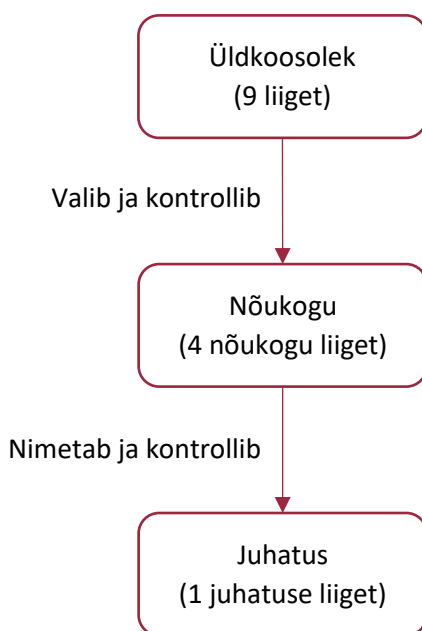 Üldkoosolek
(9 liiget)
Valib ja kontrollib
Nõukogu
(4 nõukogu liiget)
Nimetab ja kontrollib
Juhatus
(1 juhatuse liiget)